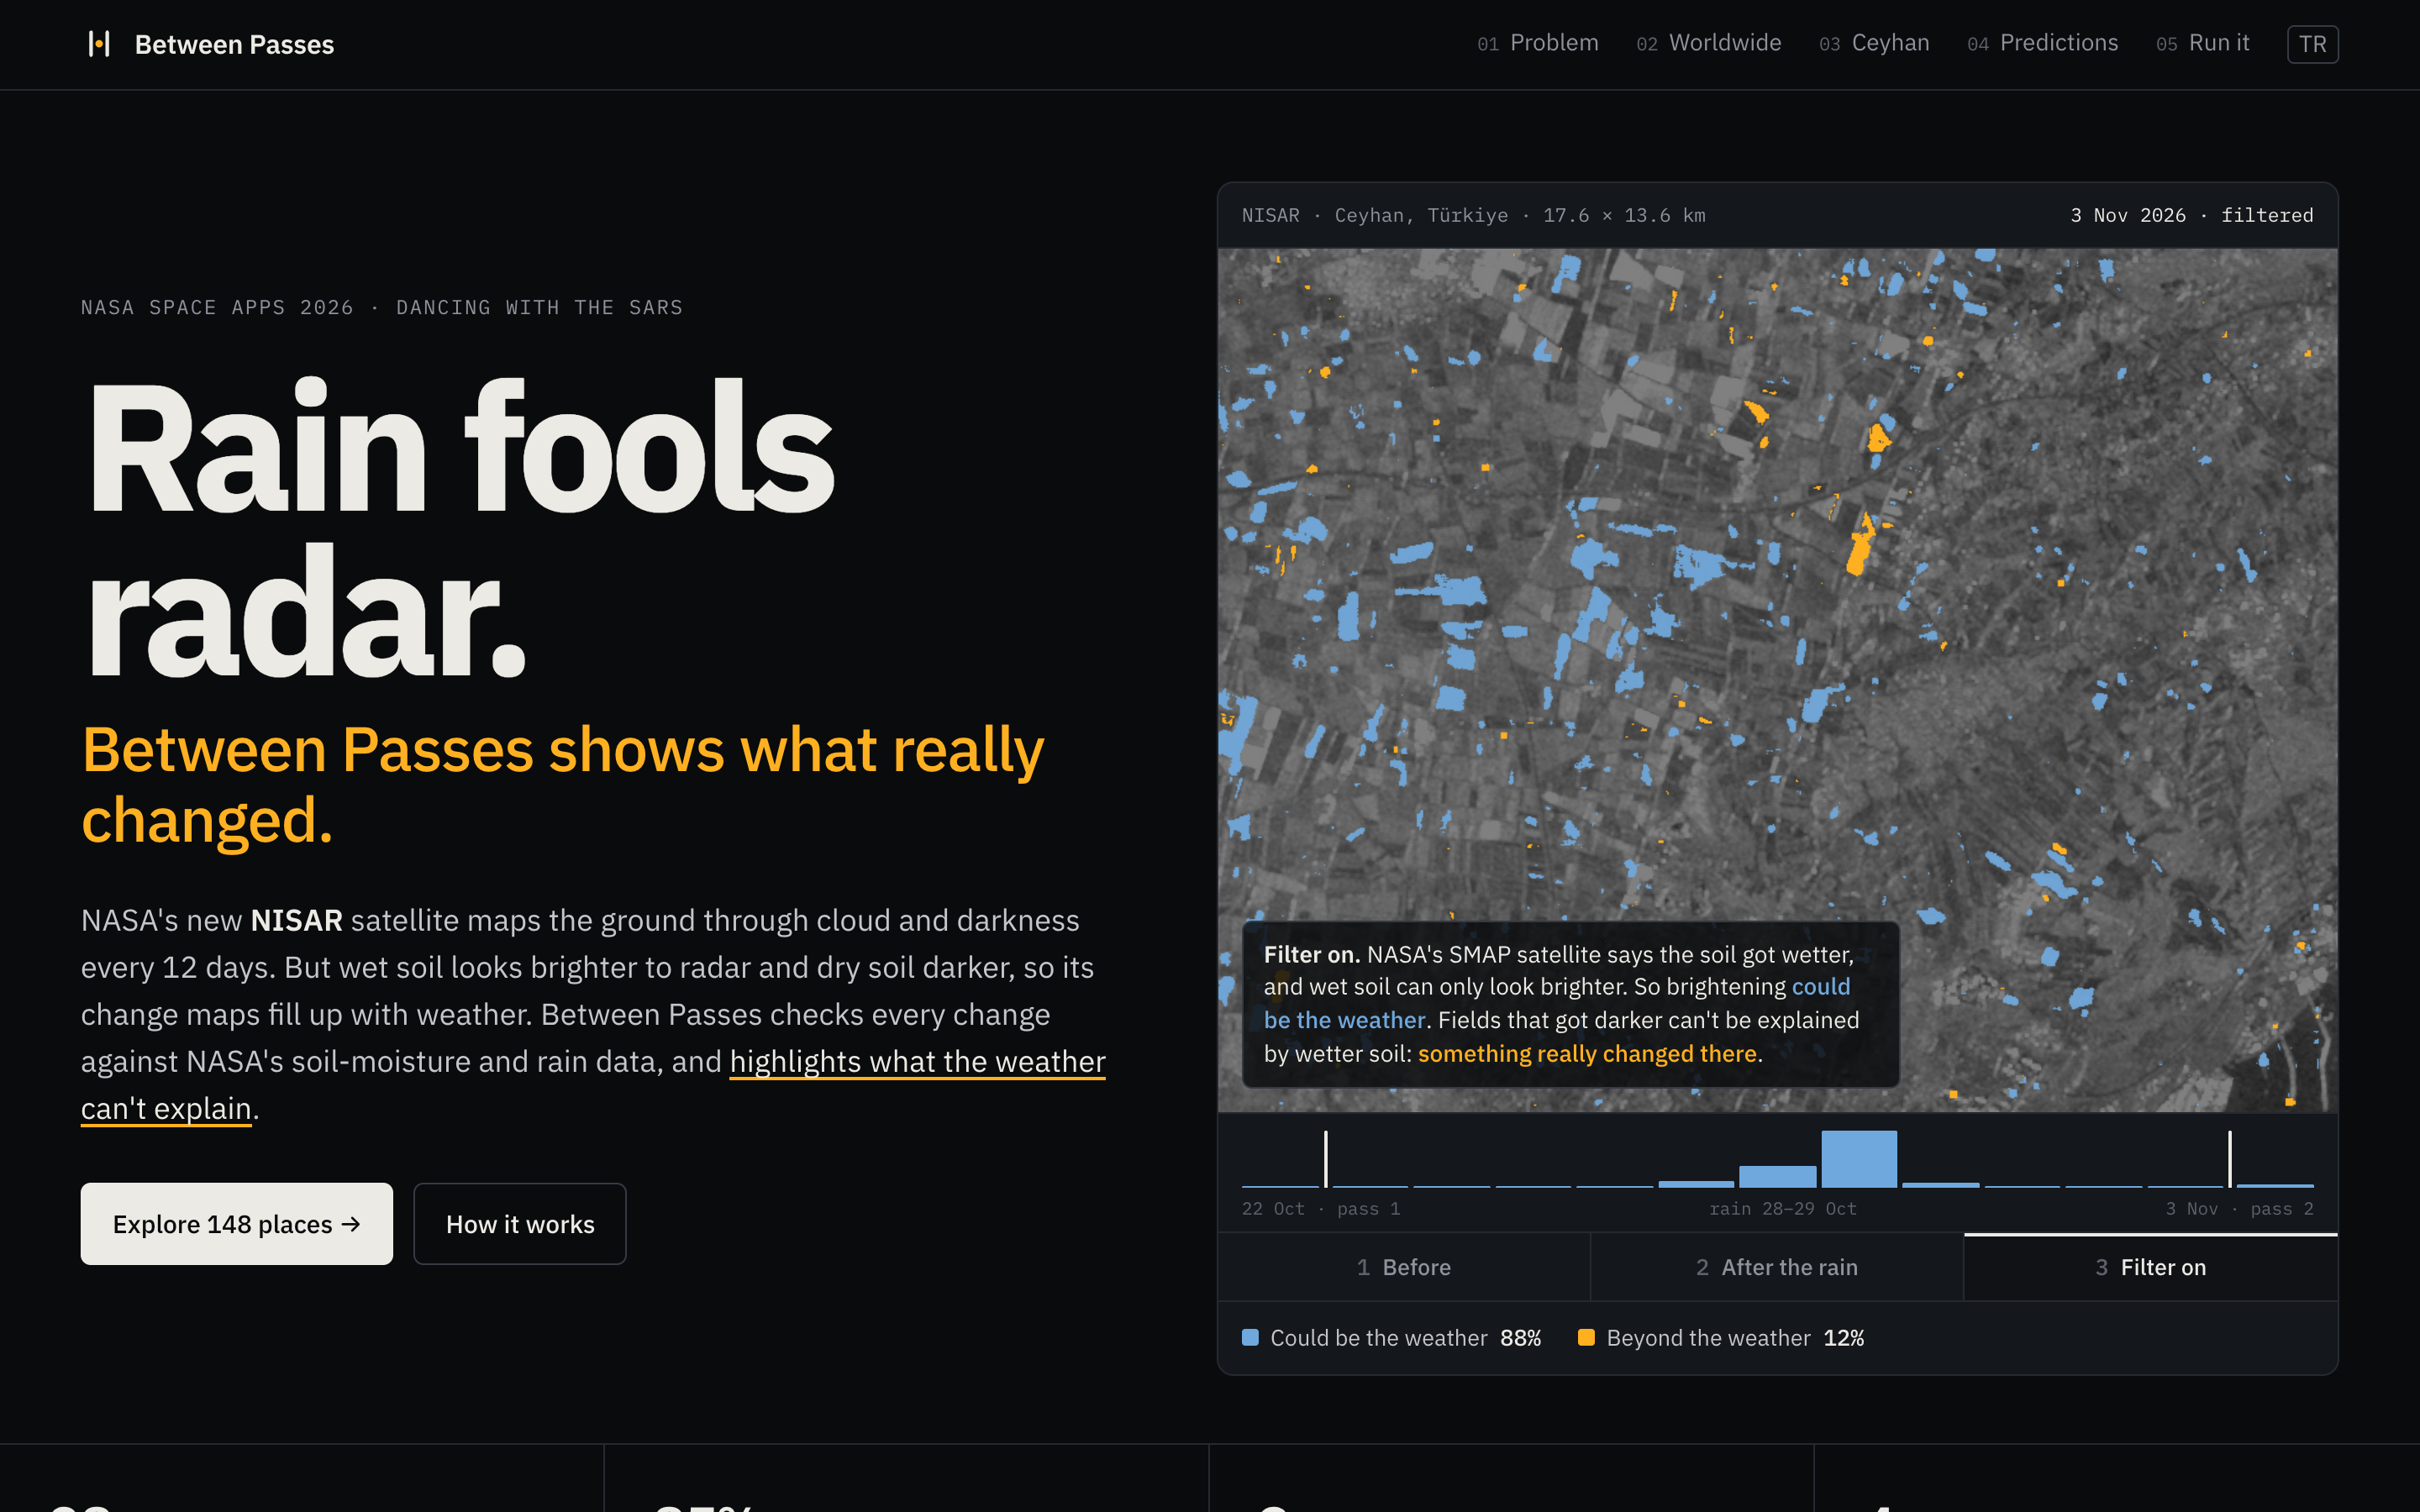 Between Passes
01 Problem
02 Worldwide
03 Ceyhan
04 Predictions
05 Run it
TR
NASA SPACE APPS 2026 · DANCING WITH THE SARS
Rain fools
radar.
Between Passes shows what really
changed.
NASA's new NISAR satellite maps the ground through cloud and darkness
every 12 days. But wet soil looks brighter to radar and dry soil darker, so its
change maps fill up with weather. Between Passes checks every change
against NASA's soil-moisture and rain data, and highlights what the weather
can't explain.
Explore 148 places →
How it works
NISAR · Ceyhan, Türkiye · 17.6 × 13.6 km
3 Nov 2026 · filtered
Filter on. NASA's SMAP satellite says the soil got wetter,
and wet soil can only look brighter. So brightening could
be the weather. Fields that got darker can't be explained
by wetter soil: something really changed there.
22 Oct · pass 1
rain 28–29 Oct
3 Nov · pass 2
1 Before
2 After the rain
3 Filter on
Could be the weather 88%
Beyond the weather 12%